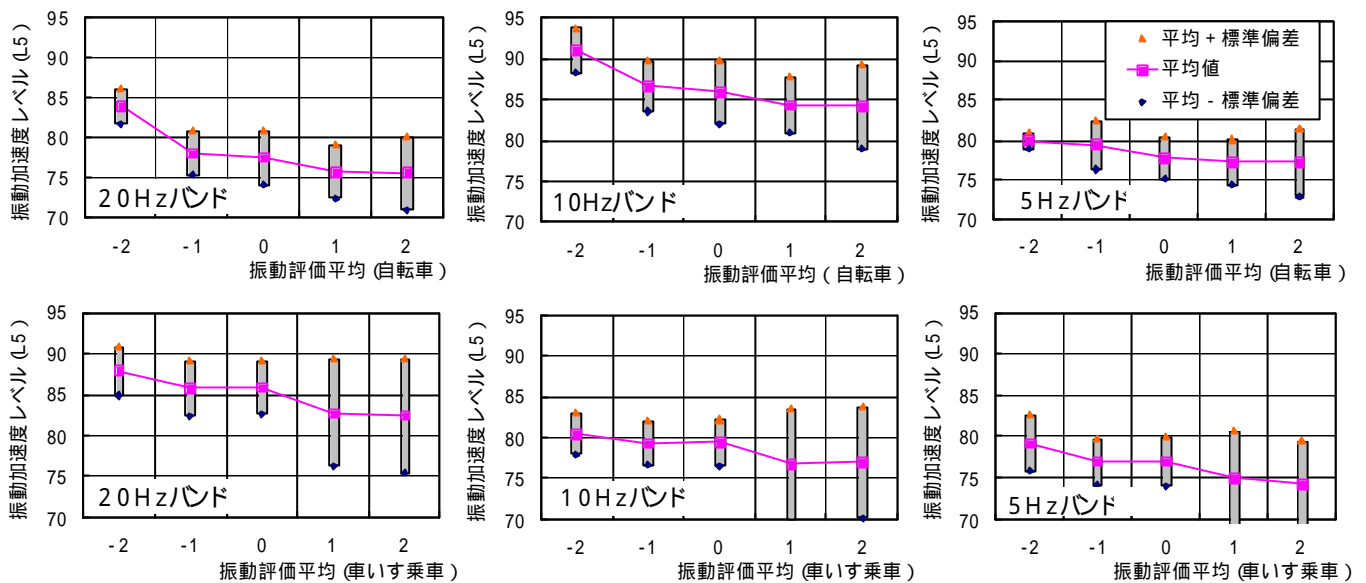 振動加速度レベル (L5)
95
90
85
80
75
70
20Hzバンド
-2 -1 0 1 2
振動評価平均 (自転車)
振動加速度レベル (L5)
95
90
85
80
75
70
10Hzバンド
-2 -1 0 1 2
振動評価平均 (自転車)
振動加速度レベル (L5)
95
90
85
80
75
70
平均+標準偏差
平均値
平均-標準偏差
5Hzバンド
-2 -1 0 1 2
振動評価平均 (自転車)
振動加速度レベル (L5)
95
90
85
80
75
70
20Hzバンド
-2 -1 0 1 2
振動評価平均 (車いす乗車)
振動加速度レベル (L5)
95
90
85
80
75
70
10Hzバンド
-2 -1 0 1 2
振動評価平均 (車いす乗車)
振動加速度レベル (L5)
95
90
85
80
75
70
5Hzバンド
-2 -1 0 1 2
振動評価平均 (車いす乗車)